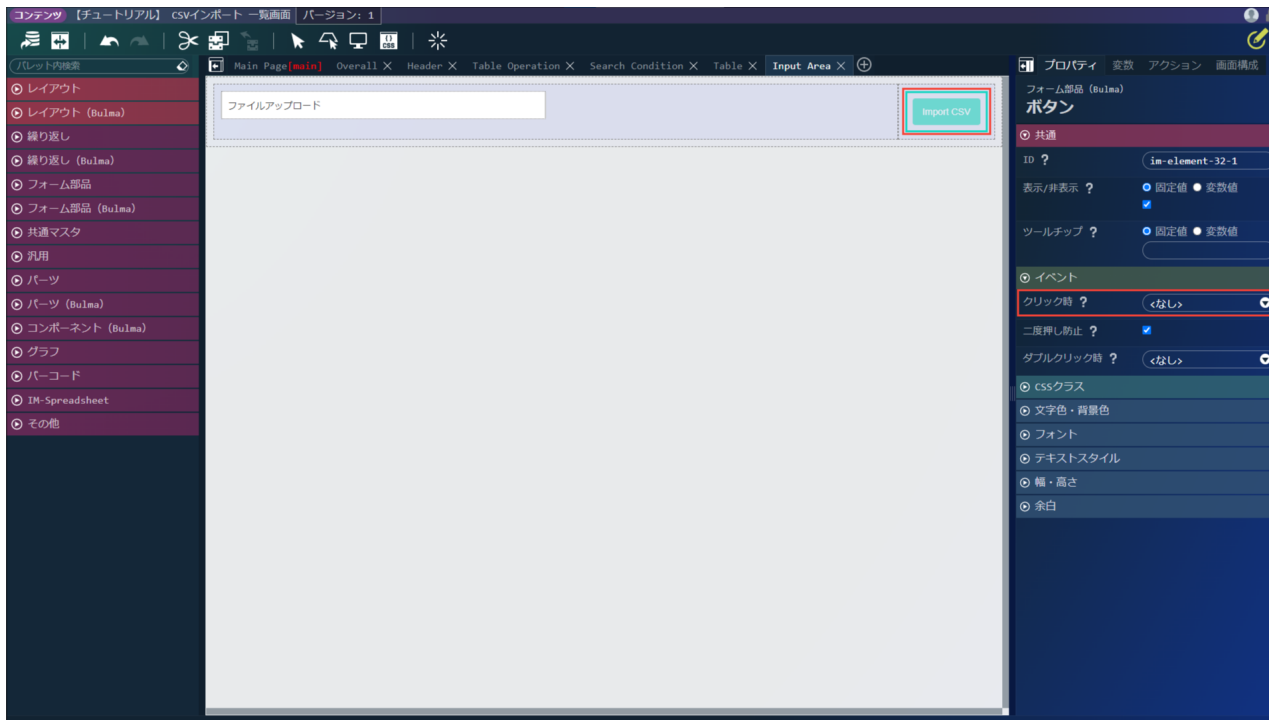 コンテンツ 【チュートリアル】 CSVインポート 一覧画面 バージョン: 1
{} CSS
パレット内検索
Main Page[main] Overall Header Table Operation Search Condition Table Input Area
プロパティ 変数 アクション 画面構成
レイアウト
レイアウト (Bulma)
繰り返し
繰り返し (Bulma)
フォーム部品
フォーム部品 (Bulma)
共通マスタ
汎用
パーツ
パーツ (Bulma)
コンポーネント (Bulma)
グラフ
バーコード
IM-Spreadsheet
その他
ファイルアップロード
Import CSV
フォーム部品 (Bulma)
ボタン
共通
ID ? im-element-32-1
表示/非表示 ? 固定値 変数値
ツールチップ ? 固定値 変数値
イベント
クリック時 ? <なし>
二度押し防止 ?
ダブルクリック時 ? <なし>
CSSクラス
文字色・背景色
フォント
テキストスタイル
幅・高さ
余白